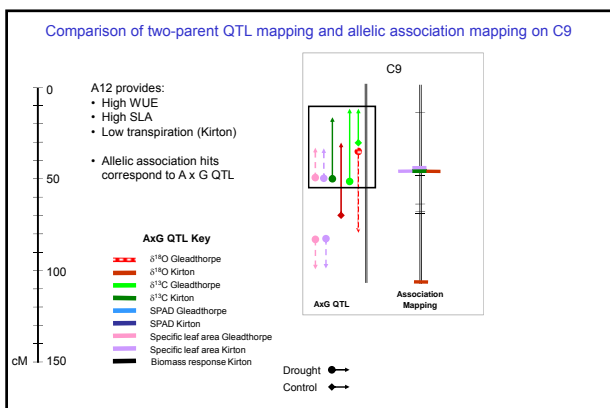 Comparison of two-parent QTL mapping and allelic association mapping on C9
0
50
100
cM 150
A12 provides:
• High WUE
• High SLA
• Low transpiration (Kirton)
• Allelic association hits
correspond to A x G QTL
AxG QTL Key
δ18O Gleadthorpe
δ18O Kirton
δ13C Gleadthorpe
δ13C Kirton
SPAD Gleadthorpe
SPAD Kirton
Specific leaf area Gleadthorpe
Specific leaf area Kirton
Biomass response Kirton
C9
AxG QTL
Association
Mapping
Drought
Control